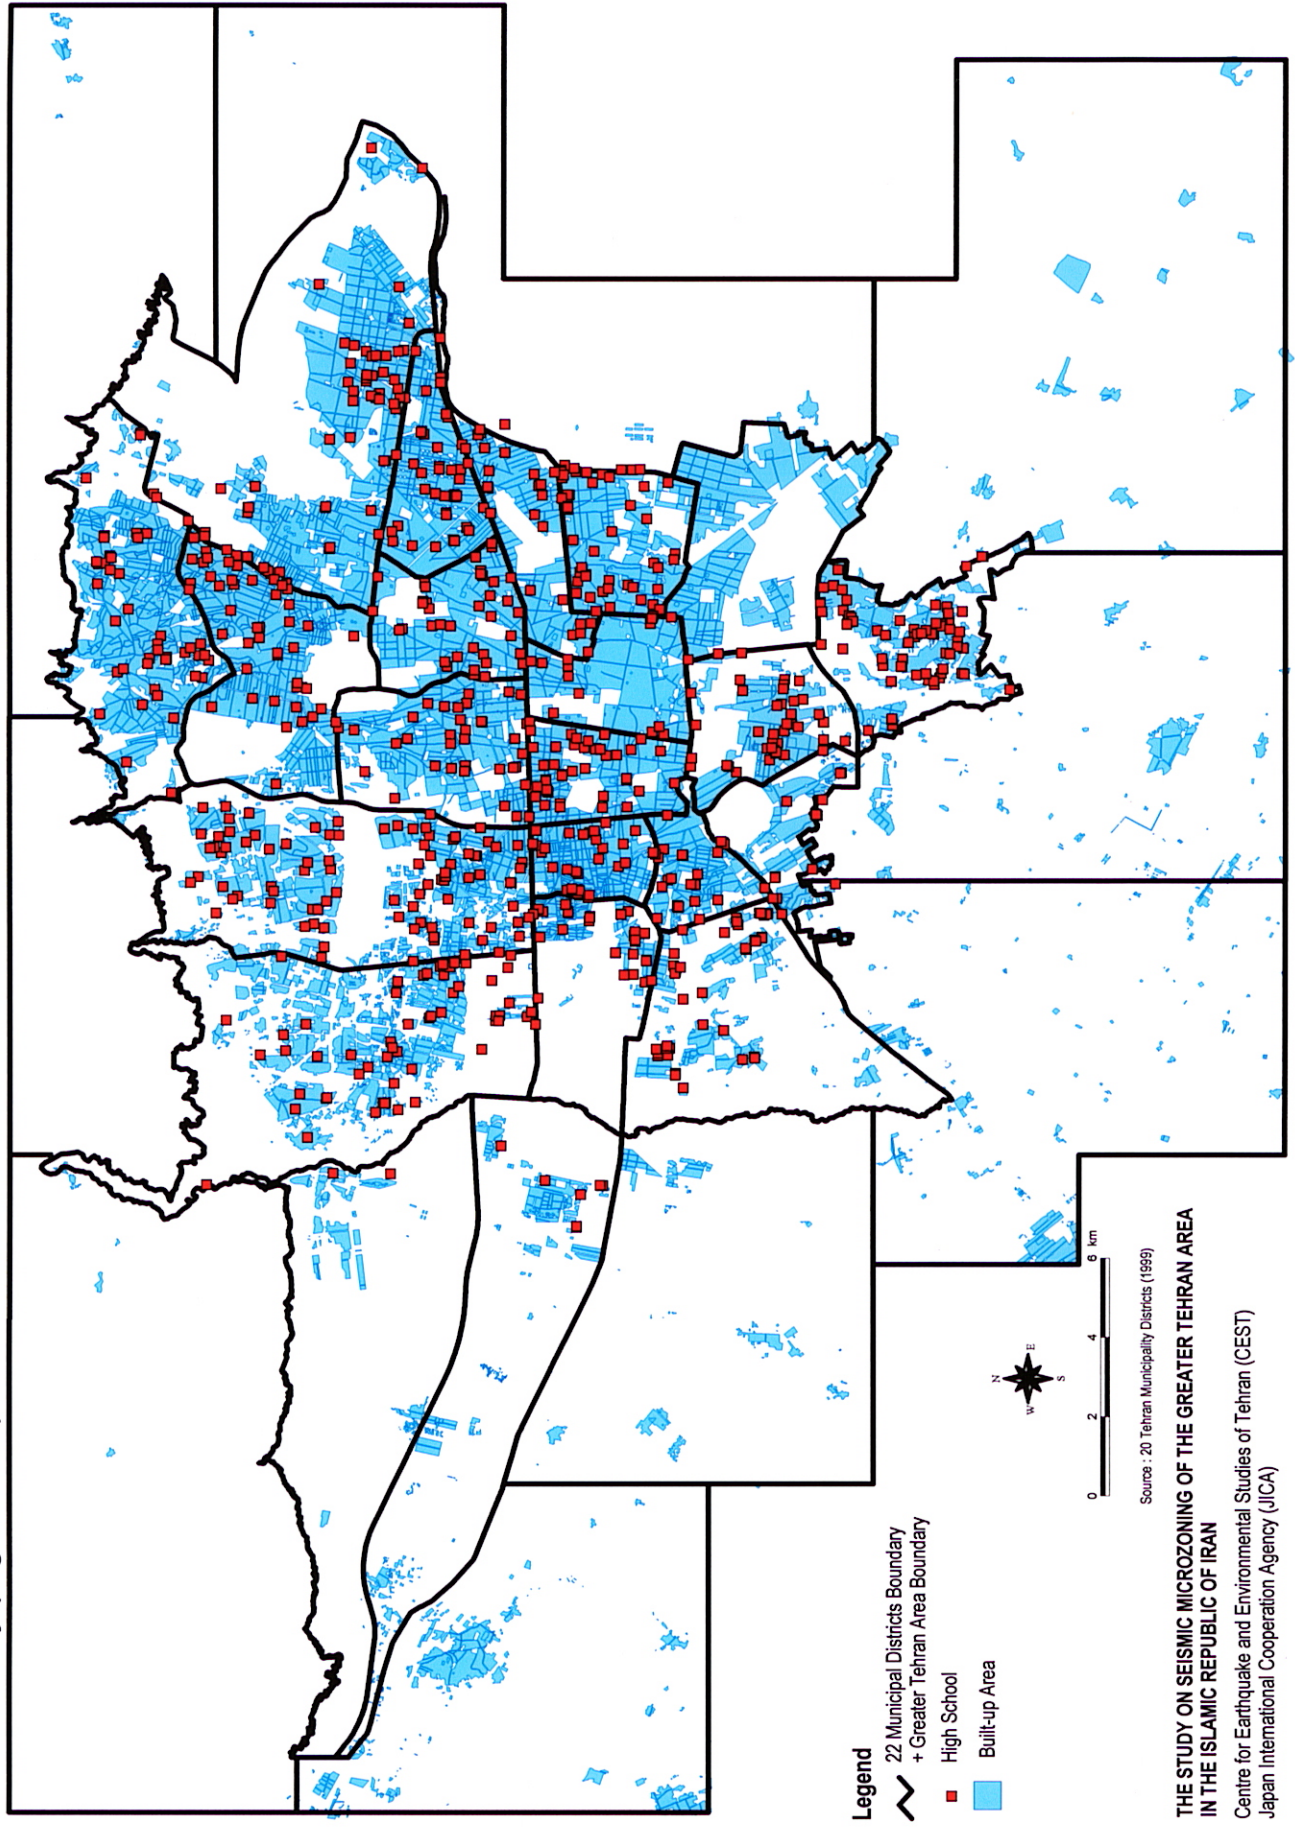 Legend
22 Municipal Districts Boundary
+ Greater Tehran Area Boundary
High School
Built-up Area
N
W
E
S
0
2
4
6 km
Source : 20 Tehran Municipality Districts (1999)
THE STUDY ON SEISMIC MICROZONING OF THE GREATER TEHRAN AREA
IN THE ISLAMIC REPUBLIC OF IRAN
Centre for Earthquake and Environmental Studies of Tehran (CEST)
Japan International Cooperation Agency (JICA)